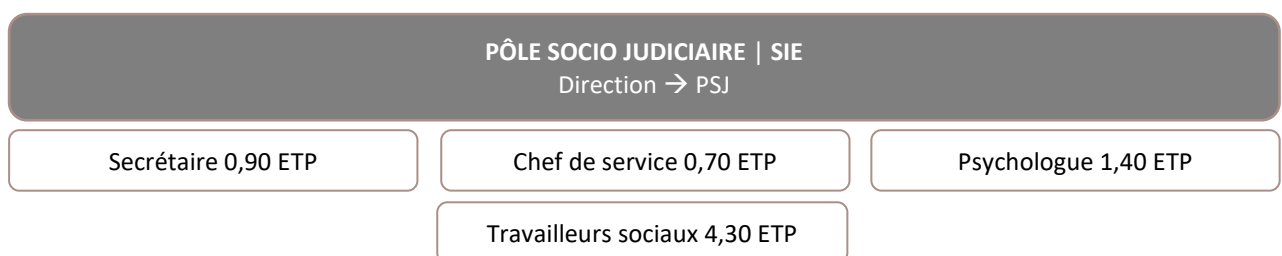 PÔLE SOCIO JUDICIAIRE | SIE
Direction → PSJ
Secrétaire 0,90 ETP
Chef de service 0,70 ETP
Psychologue 1,40 ETP
Travailleurs sociaux 4,30 ETP